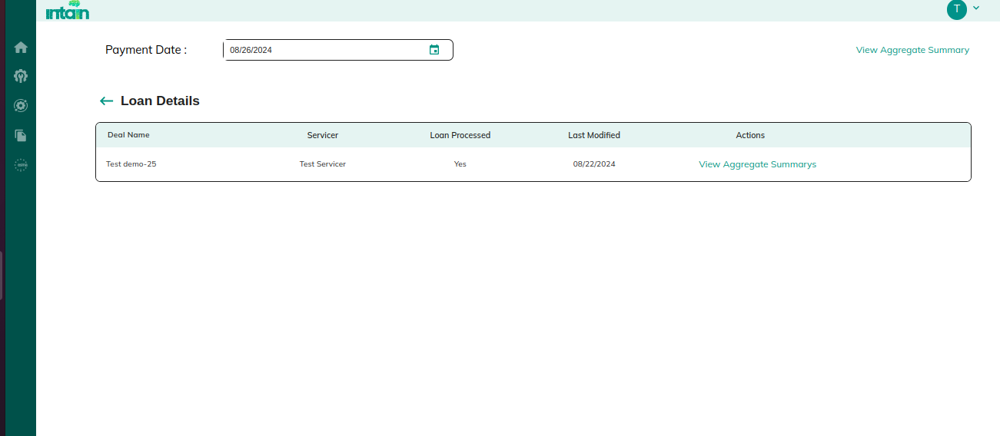 intain
T
Payment Date : 08/26/2024 View Aggregate Summary
Loan Details
Deal Name Servicer Loan Processed Last Modified Actions
Test demo-25 Test Servicer Yes 08/22/2024 View Aggregate Summarys